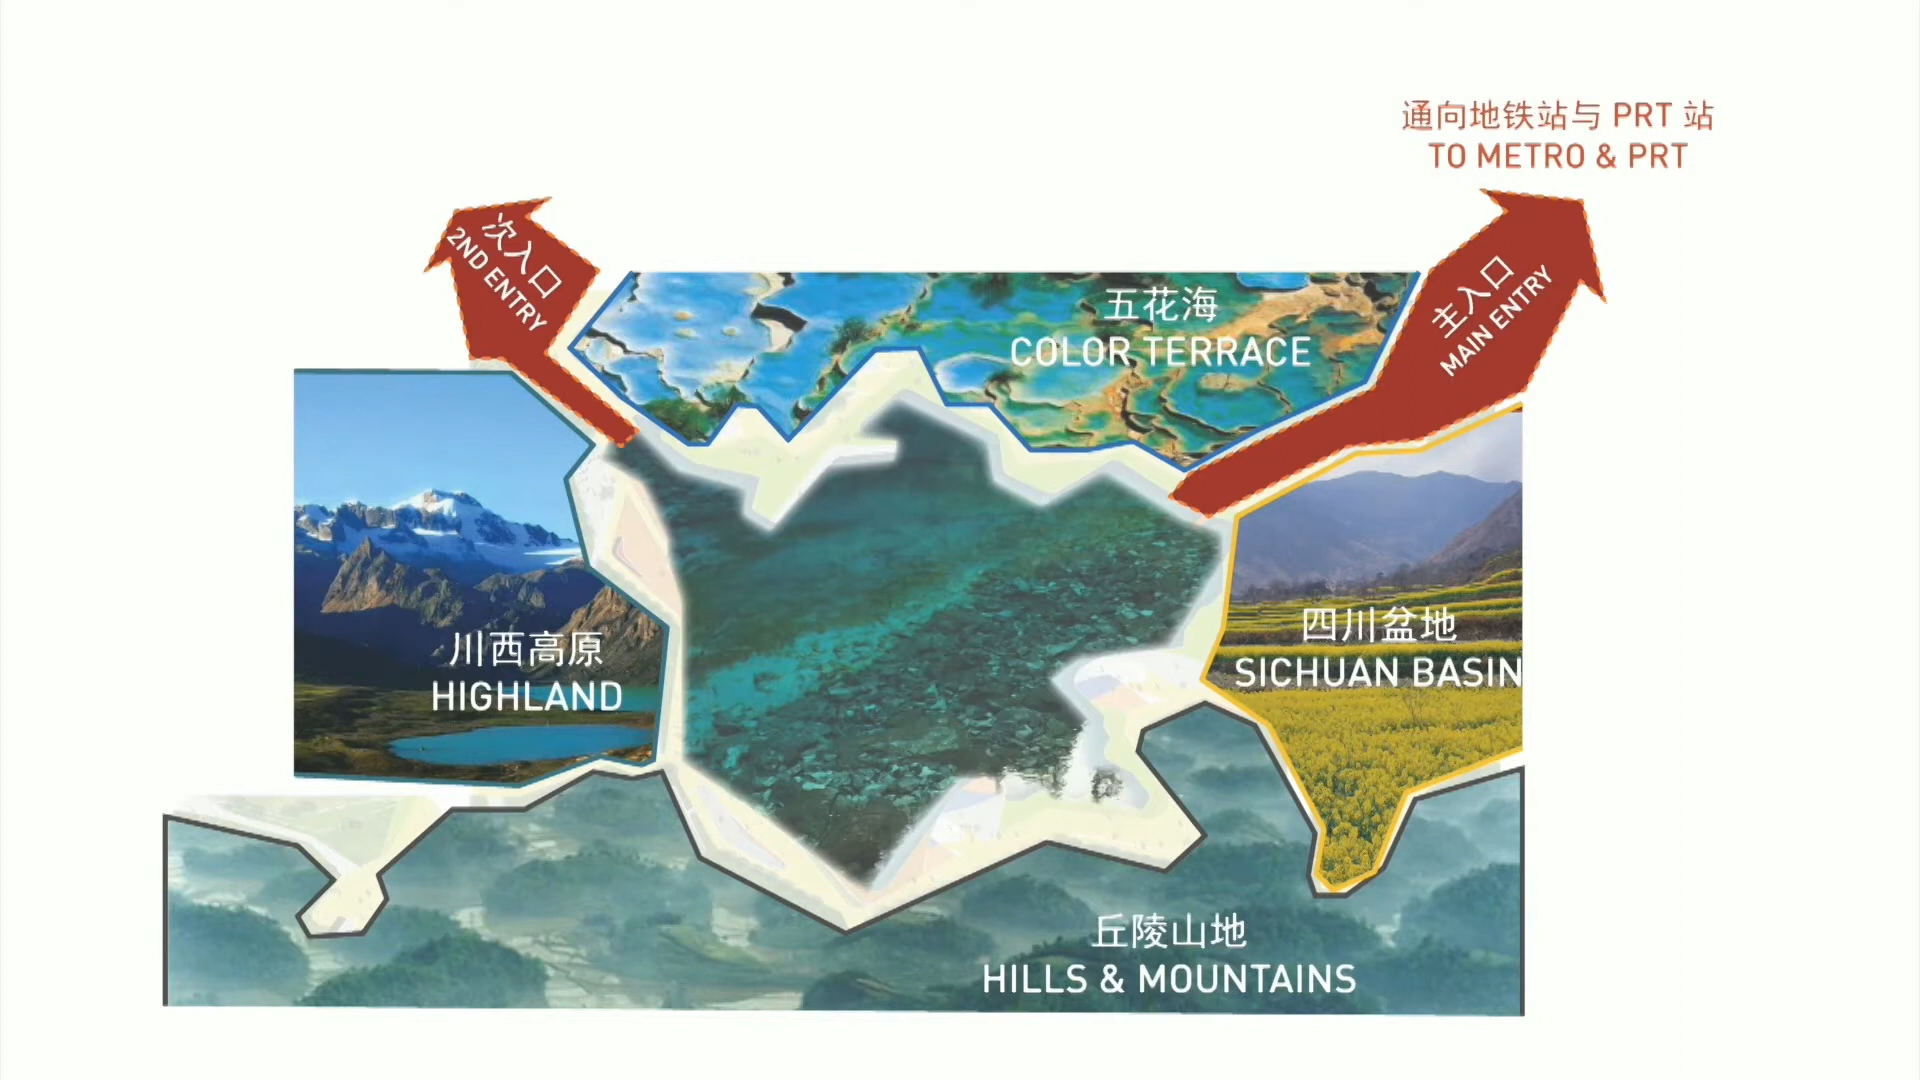 通向地铁站与 PRT 站
TO METRO & PRT
次入口
2ND ENTRY
主入口
MAIN ENTRY
五花海
COLOR TERRACE
川西高原
HIGHLAND
四川盆地
SICHUAN BASIN
丘陵山地
HILLS & MOUNTAINS